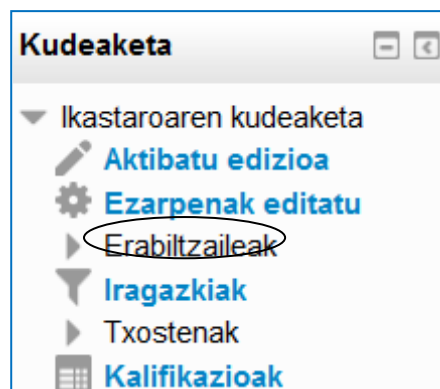 Kudeaketa
Ikastaroaren kudeaketa
Aktibatu edizioa
Ezarpenak editatu
Erabiltzaileak
Iragazkiak
Txostenak
Kalifikazioak